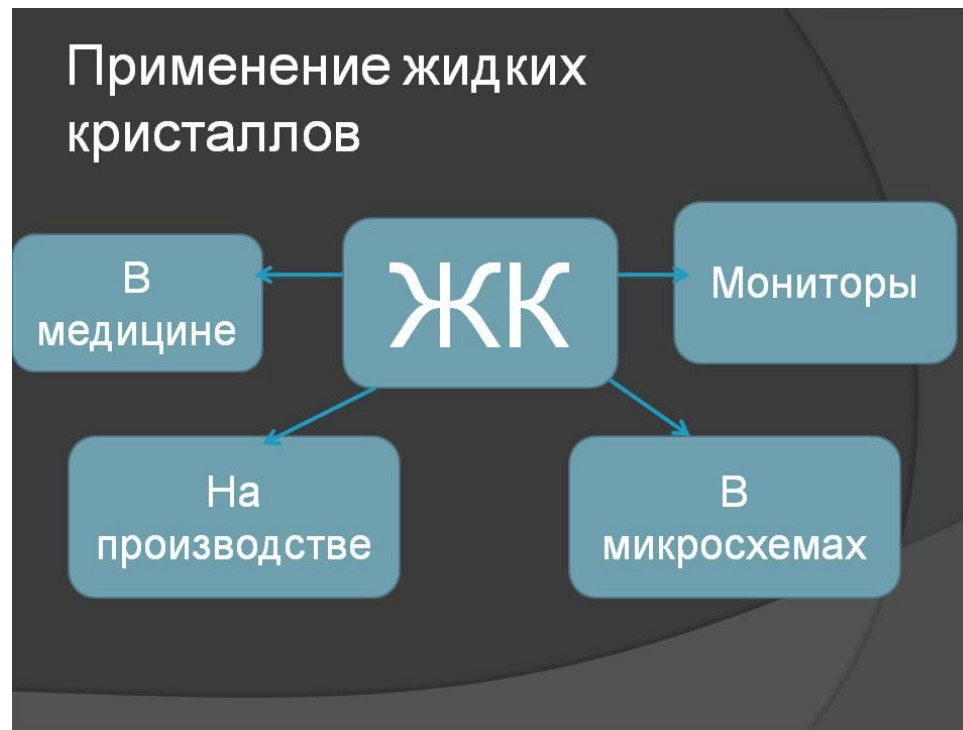 Применение жидких
кристаллов
В
медицине
ЖК
Мониторы
На
производстве
В
микросхемах